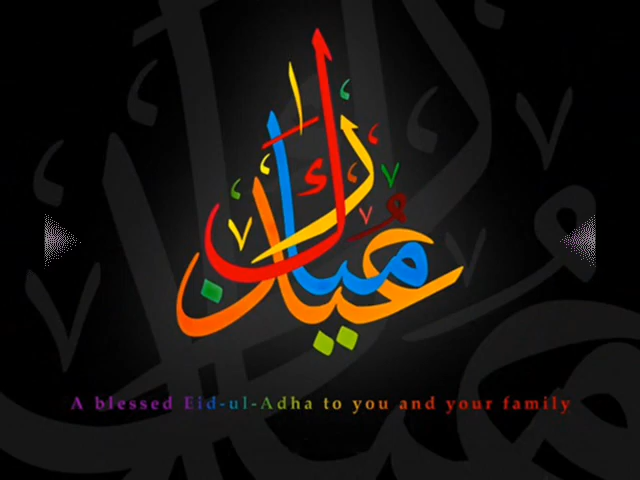 عيد مبارك
A blessed Eid-ul-Adha to you and your family